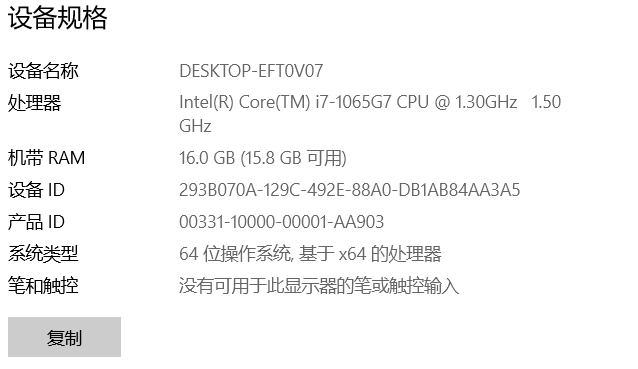 设备规格
设备名称 DESKTOP-EFT0V07
处理器 Intel(R) Core(TM) i7-1065G7 CPU @ 1.30GHz 1.50
GHz
机带 RAM 16.0 GB (15.8 GB 可用)
设备 ID 293B070A-129C-492E-88A0-DB1AB84AA3A5
产品 ID 00331-10000-00001-AA903
系统类型 64 位操作系统, 基于 x64 的处理器
笔和触控 没有可用于此显示器的笔或触控输入
复制